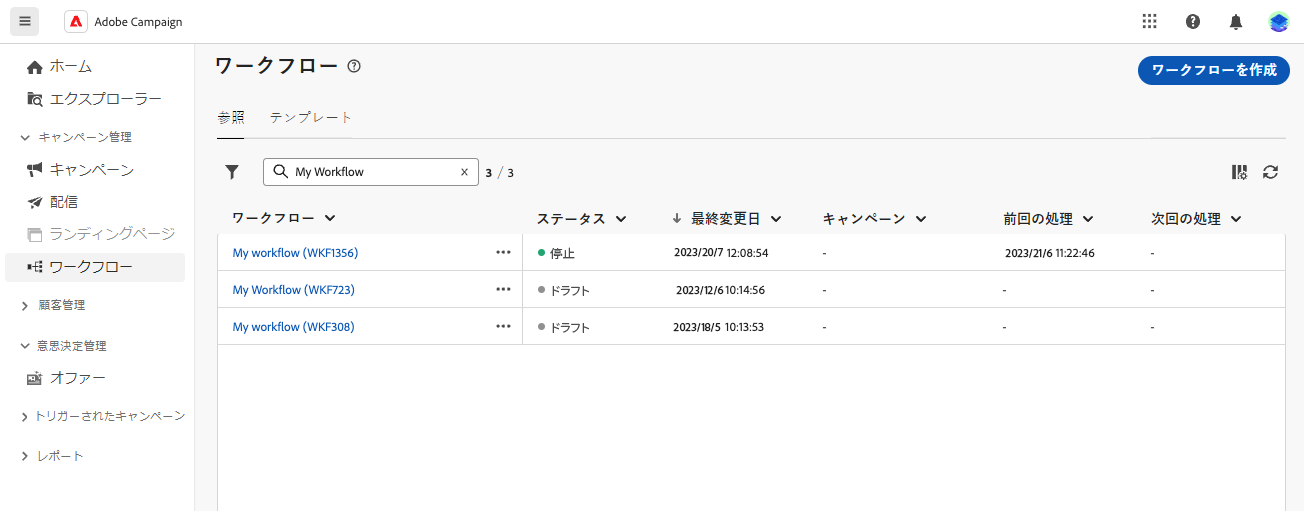 Adobe Campaign
ホーム
エクスプローラー
キャンペーン管理
キャンペーン
配信
ランディングページ
ワークフロー
顧客管理
意思決定管理
オファー
トリガーされたキャンペーン
レポート
ワークフロー
ワークフローを作成
参照 テンプレート
My Workflow 3 / 3
ワークフロー ステータス 最終変更日 キャンペーン 前回の処理 次回の処理
My workflow (WKF1356) ••• 停止 2023/20/7 12:08:54 - 2023/21/6 11:22:46 -
My Workflow (WKF723) ••• ドラフト 2023/12/6 10:14:56 - - -
My workflow (WKF308) ••• ドラフト 2023/18/5 10:13:53 - - -